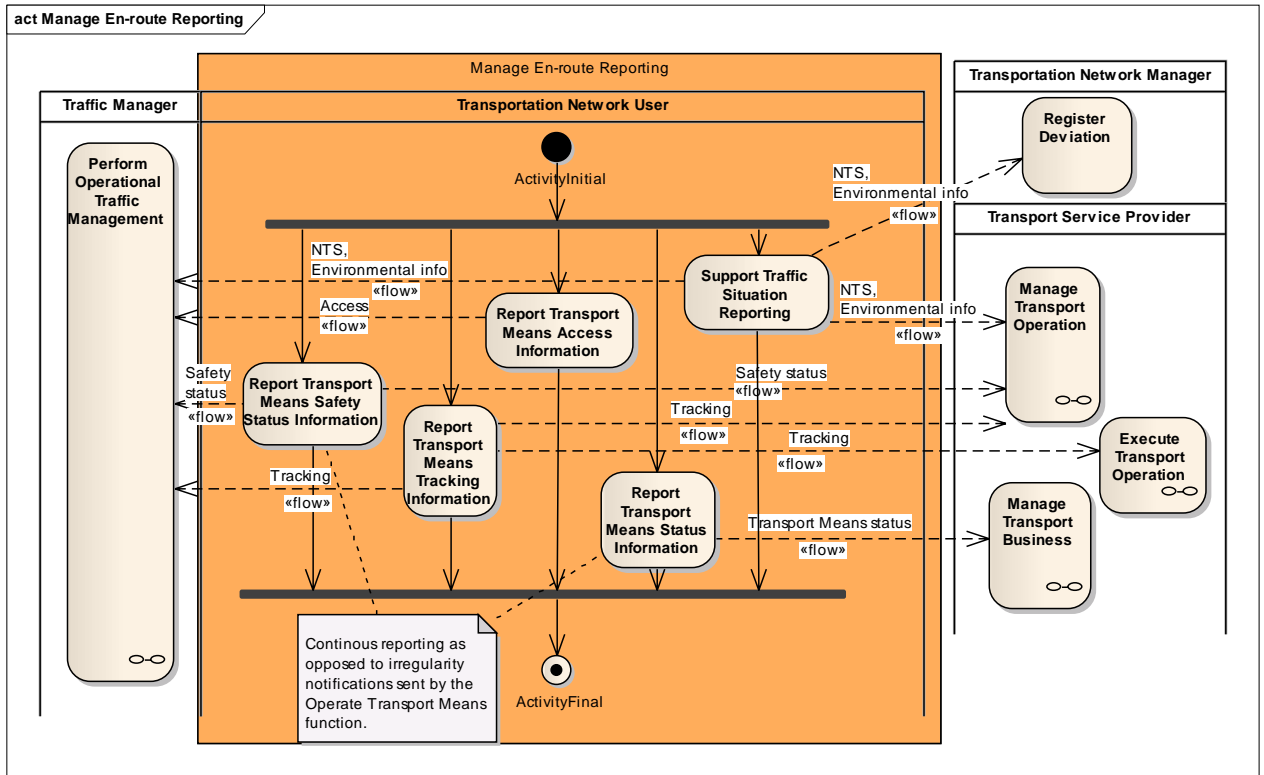 act Manage En-route Reporting
Manage En-route Reporting
Traffic Manager
Transportation Network User
Transportation Network Manager
Perform
Operational
Traffic
Management
ActivityInitial
Register
Deviation
NTS,
Environmental info
«flow»
Transport Service Provider
NTS,
Environmental info
«flow»
Support Traffic
Situation
Reporting
NTS,
Environmental info
«flow»
Manage
Transport
Operation
Access
«flow»
Report Transport
Means Access
Information
Safety
status
«flow»
Report Transport
Means Safety
Status Information
Safety status
«flow»
Report
Transport
Means
Tracking
Information
Tracking
«flow»
Tracking
«flow»
Execute
Transport
Operation
Tracking
«flow»
Report
Transport
Means Status
Information
Transport Means status
«flow»
Manage
Transport
Business
Continous reporting as
opposed to irregularity
notifications sent by the
Operate Transport Means
function.
ActivityFinal